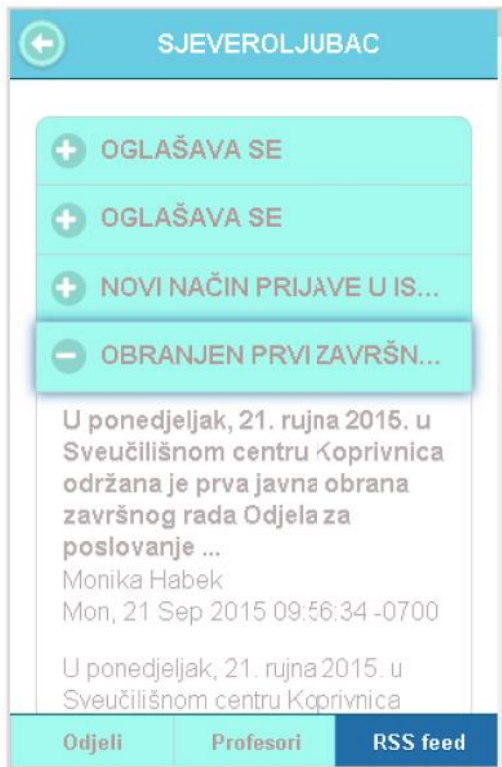 SJEVEROLJUBAC
OGLAŠAVA SE
OGLAŠAVA SE
NOVI NAČIN PRIJAVE U IS...
OBRANJEN PRVI ZAVRŠN...
U ponedjeljak, 21. rujna 2015. u
Sveučilišnom centru Koprivnica
održana je prva javna obrana
završnog rada Odjela za
poslovanje ...
Monika Habek
Mon, 21 Sep 2015 09:56:34 -0700
U ponedjeljak, 21. rujna 2015. u
Sveučilišnom centru Koprivnica
Odjeli Profesori RSS feed